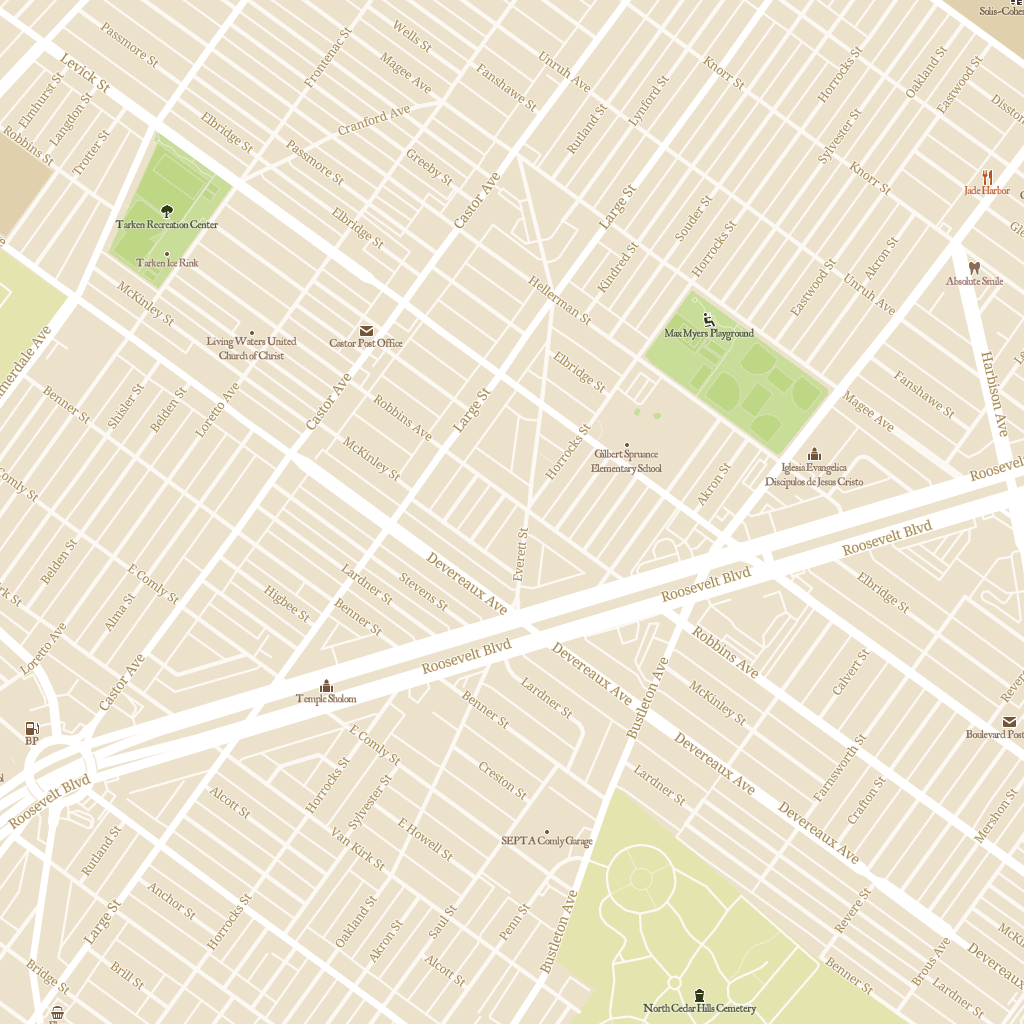 Solis-Cohen
Passmore St
Wells St
Frontenac St
Levick St
Magee Ave
Unruh Ave
Knorr St
Horrocks St
Oakland St
Eastwood St
Fanshawe St
Elmhurst St
Langdon St
Lynford St
Rutland St
Cranford Ave
Elbridge St
Sylvester St
Robbins St
Trotter St
Passmore St
Greeby St
Knorr St
Jade Harbor
Castor Ave
Large St
Souder St
Tarken Recreation Center
Elbridge St
Horrocks St
Akron St
Tarken Ice Rink
Kindred St
Absolute Smile
McKinley St
Hellerman St
Eastwood St
Unruh Ave
Max Myers Playground
Living Waters United
Church of Christ
Castor Post Office
Elbridge St
Harbison Ave
Fanshawe St
Benner St
Shisler St
Belden St
Loretto Ave
Castor Ave
Large St
Robbins Ave
Magee Ave
McKinley St
Horrocks St
Gilbert Spruance
Elementary School
Iglesia Evangelica
Discipulos de Jesus Cristo
Akron St
Everett St
Roosevelt Blvd
Belden St
E Comly St
Alma St
Lardner St
Stevens St
Devereaux Ave
Higbee St
Benner St
Roosevelt Blvd
Elbridge St
Loretto Ave
Castor Ave
Roosevelt Blvd
Temple Sholom
Devereaux Ave
Robbins Ave
Bustleton Ave
Calvert St
McKinley St
Lardner St
Benner St
BP
E Comly St
Boulevard Post
Devereaux Ave
Roosevelt Blvd
Horrocks St
Sylvester St
Creston St
Lardner St
Farnsworth St
Crafton St
Alcott St
Van Kirk St
E Howell St
SEPTA Comly Garage
Devereaux Ave
Mershon St
Rutland St
Anchor St
Large St
Horrocks St
Oakland St
Akron St
Saul St
Penn St
Bustleton Ave
Revere St
Brous Ave
Devereaux
Bridge St
Brill St
Alcott St
Benner St
Lardner St
North Cedar Hills Cemetery